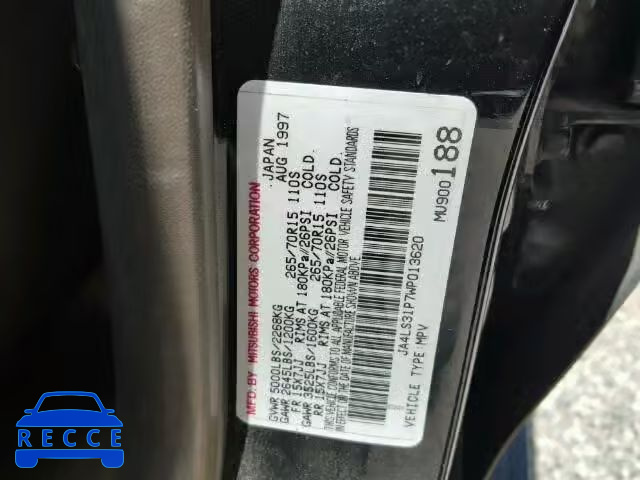 MFD.BY MITSUBISHI MOTORS CORPORATION JAPAN
GVWR 5000LBS/2268KG AUG 1997
GAWR 2645LBS/1200KG 265/70R15 110S
FR 15X7JJ RIMS AT 180KPa//26PSI COLD
GAWR 3525LBS/1600KG 265/70R15 110S
RR 15X7JJ RIMS AT 180KPa//26PSI COLD.
THIS VEHICLE CONFORMS TO ALL APPLICABLE FEDERAL MOTOR VEHICLE SAFETY STANDARDS
IN EFFECT ON THE DATE OF MANUFACTURE SHOWN ABOVE
JA4LS31P7WP013620
VEHICLE TYPE: MPV MU900188
RECCE